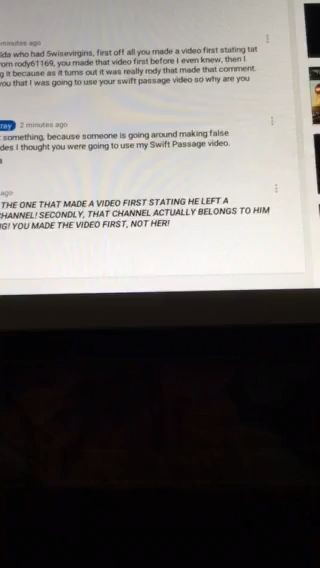 minutes ago
lda who had Swisevirgins, first off all you made a video first stating tat
rom rody61169, you made that video first before I even knew, then I
g it because as it turns out it was really rody that made that comment.
you that I was going to use your swift passage video so why are you
ray 2 minutes ago
something, because someone is going around making false
des I thought you were going to use my Swift Passage video.
ago
THE ONE THAT MADE A VIDEO FIRST STATING HE LEFT A
CHANNEL! SECONDLY, THAT CHANNEL ACTUALLY BELONGS TO HIM
G! YOU MADE THE VIDEO FIRST, NOT HER!